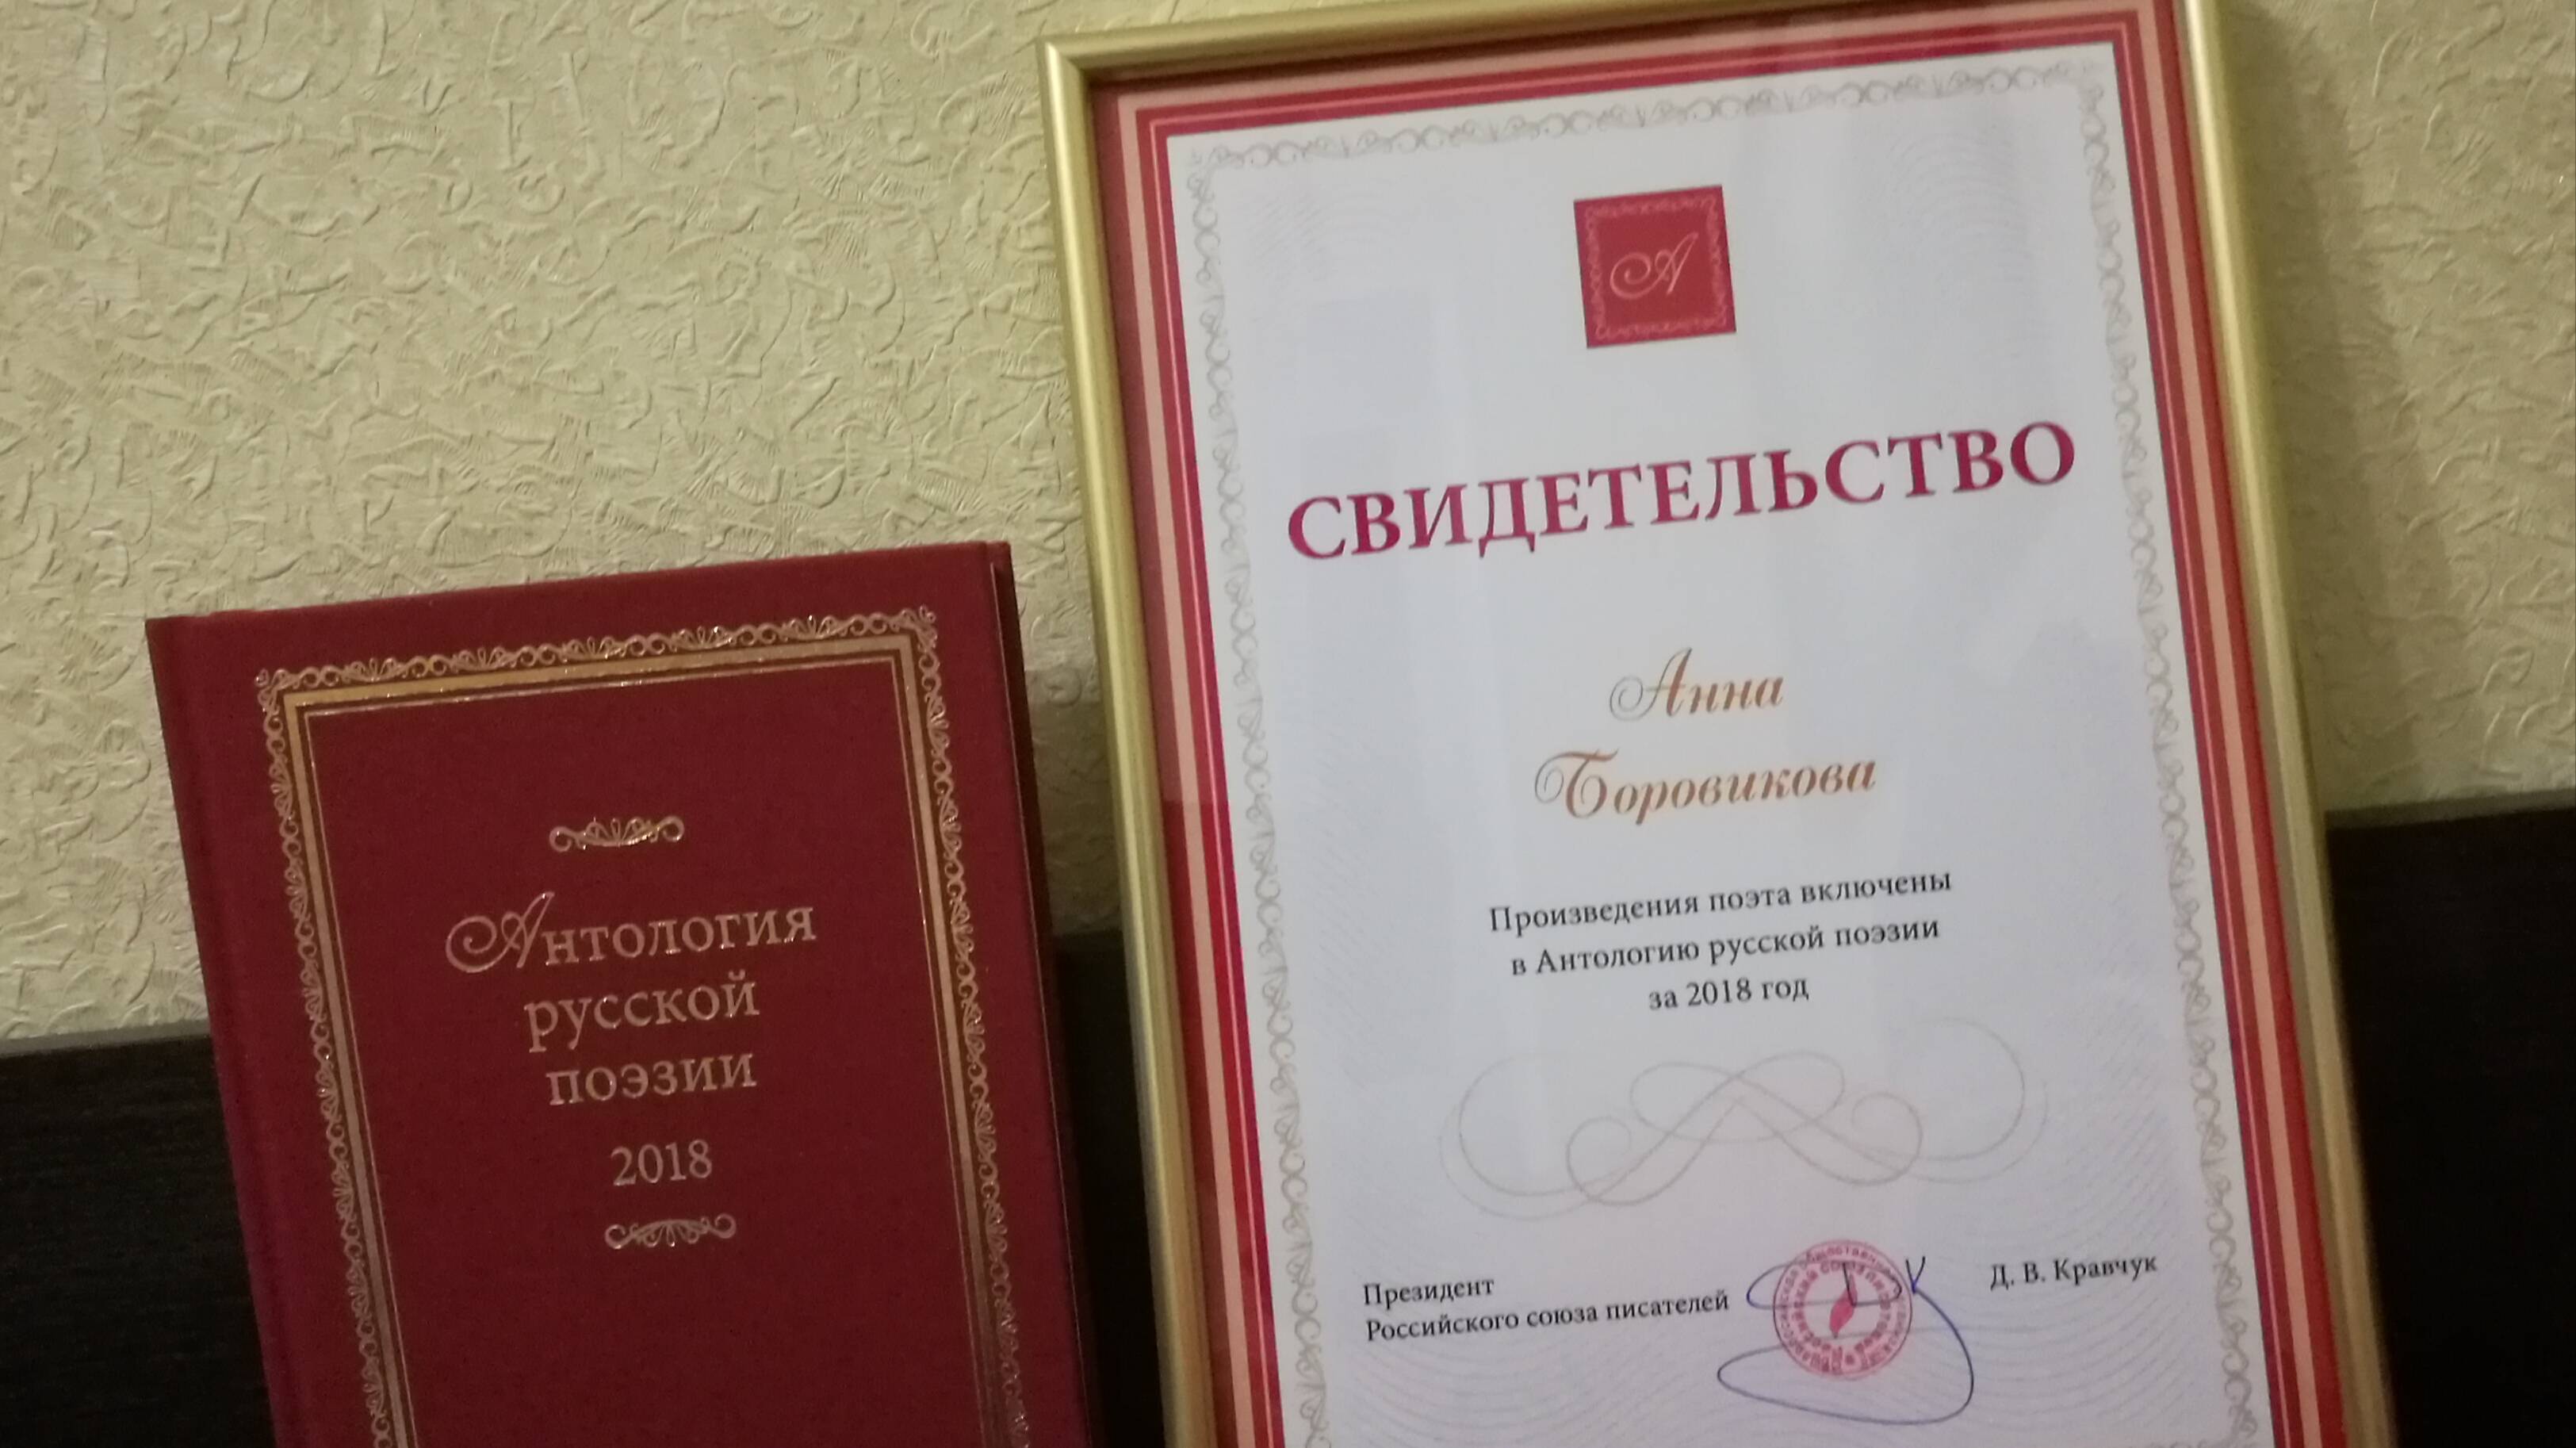 Антология
русской
поэзии
2018
А
СВИДЕТЕЛЬСТВО
Анна
Боровикова
Произведения поэта включены
в Антологию русской поэзии
за 2018 год
Президент
Российского союза писателей
Д. В. Кравчук